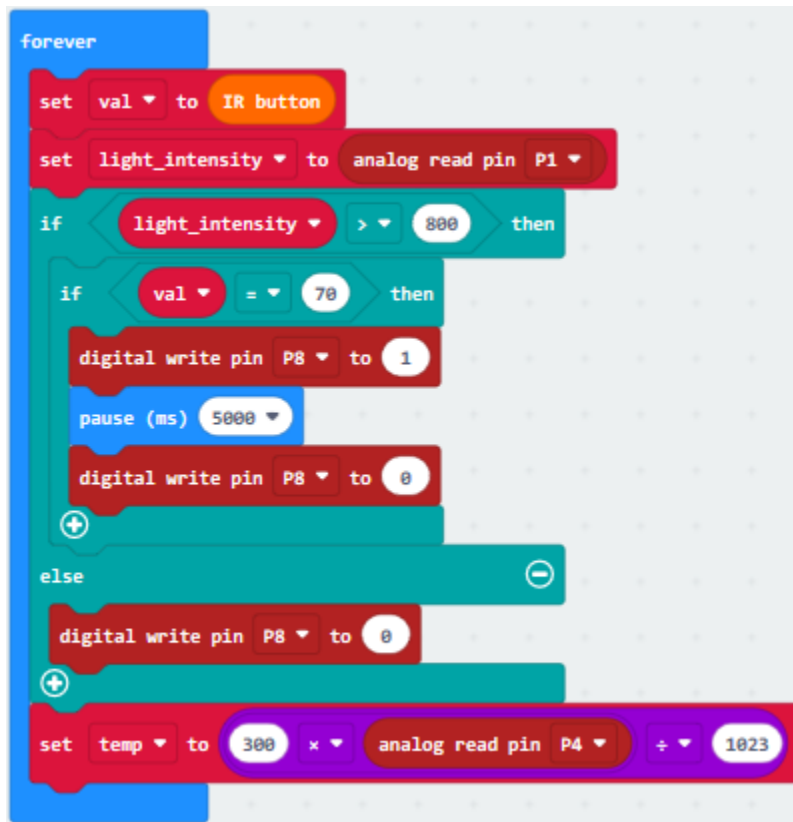 forever
set val to IR button
set light_intensity to analog read pin P1
if light_intensity > 800 then
if val = 70 then
digital write pin P8 to 1
pause (ms) 5000
digital write pin P8 to 0
else
digital write pin P8 to 0
set temp to 300 × analog read pin P4 ÷ 1023